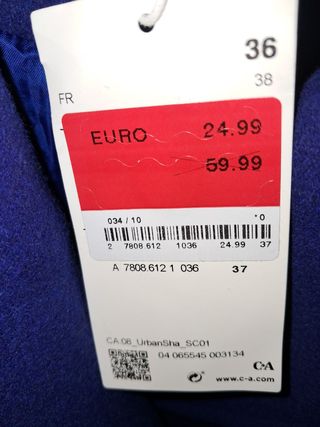 36
38
FR
EURO 24.99
59.99
034 / 10 *0
2 7808 612 1036 24.99 37
A 7808.612 1 036 37
CA:08_UrbanSha_SC01
04 065545 003134
C&A
www.c-a.com